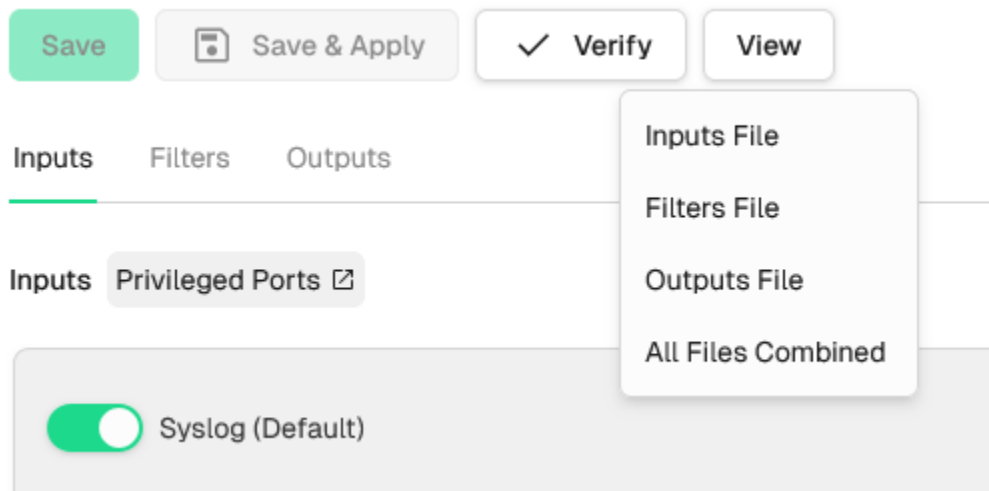 Save Save & Apply Verify View
Inputs File
Inputs Filters Outputs
Filters File
Inputs Privileged Ports Outputs File
All Files Combined
Syslog (Default)